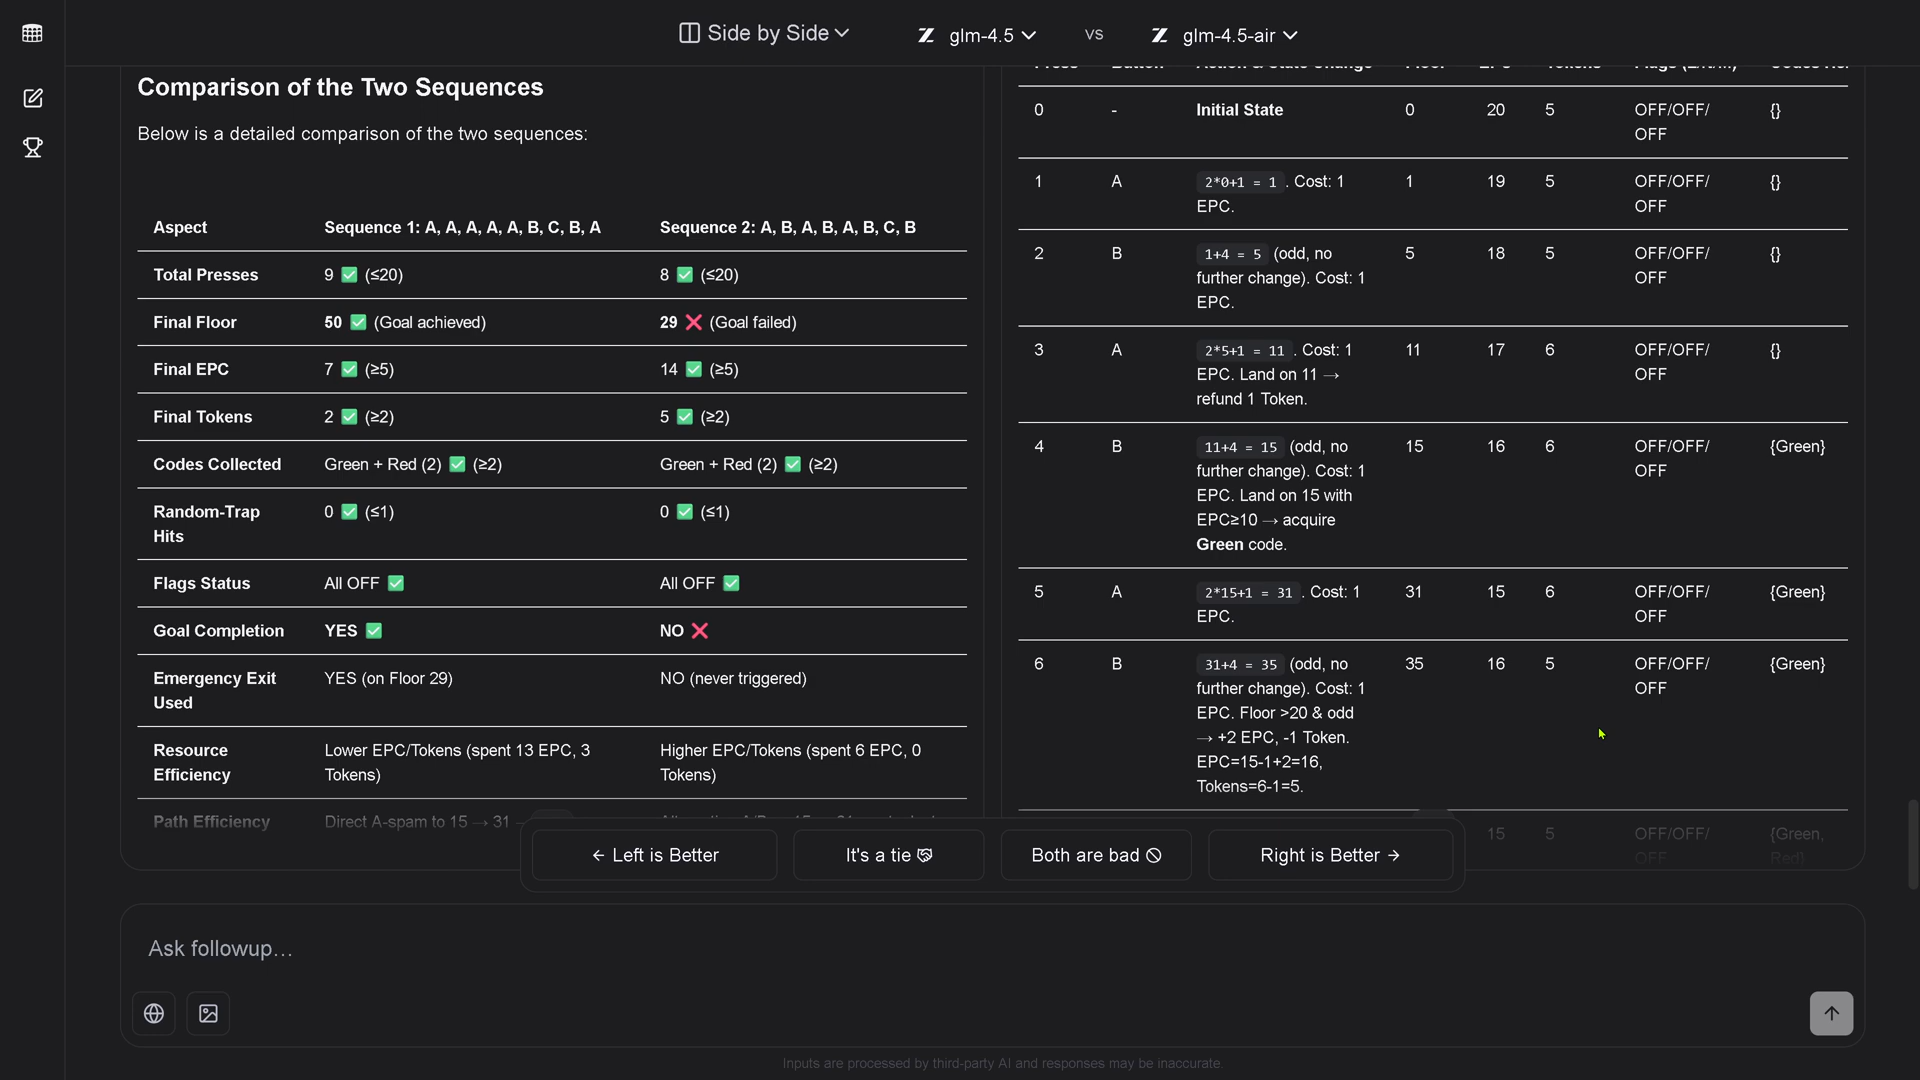 Side by Side
glm-4.5
VS
glm-4.5-air
Comparison of the Two Sequences
Below is a detailed comparison of the two sequences:
Aspect Sequence 1: A, A, A, A, A, B, C, B, A Sequence 2: A, B, A, B, A, B, C, B
Total Presses 9 ✅ (≤20) 8 ✅ (≤20)
Final Floor 50 ✅ (Goal achieved) 29 ❌ (Goal failed)
Final EPC 7 ✅ (≥5) 14 ✅ (≥5)
Final Tokens 2 ✅ (≥2) 5 ✅ (≥2)
Codes Collected Green + Red (2) ✅ (≥2) Green + Red (2) ✅ (≥2)
Random-Trap 0 ✅ (≤1) 0 ✅ (≤1)
Hits
Flags Status All OFF ✅ All OFF ✅
Goal Completion YES ✅ NO ❌
Emergency Exit YES (on Floor 29) NO (never triggered)
Used
Resource Lower EPC/Tokens (spent 13 EPC, 3 Higher EPC/Tokens (spent 6 EPC, 0
Efficiency Tokens) Tokens)
Path Efficiency Direct A-spam to 15 → 31
0 - Initial State 0 20 5 OFF/OFF/ {}
OFF
1 A 2*0+1 = 1 . Cost: 1 1 19 5 OFF/OFF/ {}
EPC. OFF
2 B 1+4 = 5 (odd, no 5 18 5 OFF/OFF/ {}
further change). Cost: 1 OFF
EPC.
3 A 2*5+1 = 11 . Cost: 1 11 17 6 OFF/OFF/ {}
EPC. Land on 11 → OFF
refund 1 Token.
4 B 11+4 = 15 (odd, no 15 16 6 OFF/OFF/ {Green}
further change). Cost: 1 OFF
EPC. Land on 15 with
EPC≥10 → acquire
Green code.
5 A 2*15+1 = 31 . Cost: 1 31 15 6 OFF/OFF/ {Green}
EPC. OFF
6 B 31+4 = 35 (odd, no 35 16 5 OFF/OFF/ {Green}
further change). Cost: 1 OFF
EPC. Floor >20 & odd
→ +2 EPC, -1 Token.
EPC=15-1+2=16,
Tokens=6-1=5.
15 5 OFF/OFF/ {Green,
OFF Red}
← Left is Better
It's a tie
Both are bad
Right is Better →
Ask followup…
Inputs are processed by third-party AI and responses may be inaccurate.